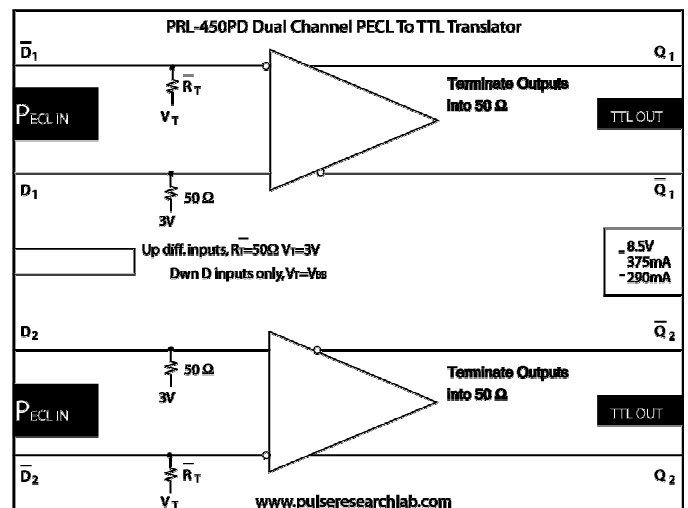 PRL-450PD Dual Channel PECL To TTL Translator
D̅1
Q1
R̅T
VT
Terminate Outputs
into 50 Ω
PECL IN
TTL OUT
D1
50 Ω
3V
Q̅1
Up diff. inputs, R̅T=50Ω VT=3V
Dwn D inputs only, VT=VBB
8.5V
375mA
-290mA
D2
Q̅2
50 Ω
3V
Terminate Outputs
into 50 Ω
PECL IN
TTL OUT
D̅2
R̅T
VT
Q2
www.pulseresearchlab.com